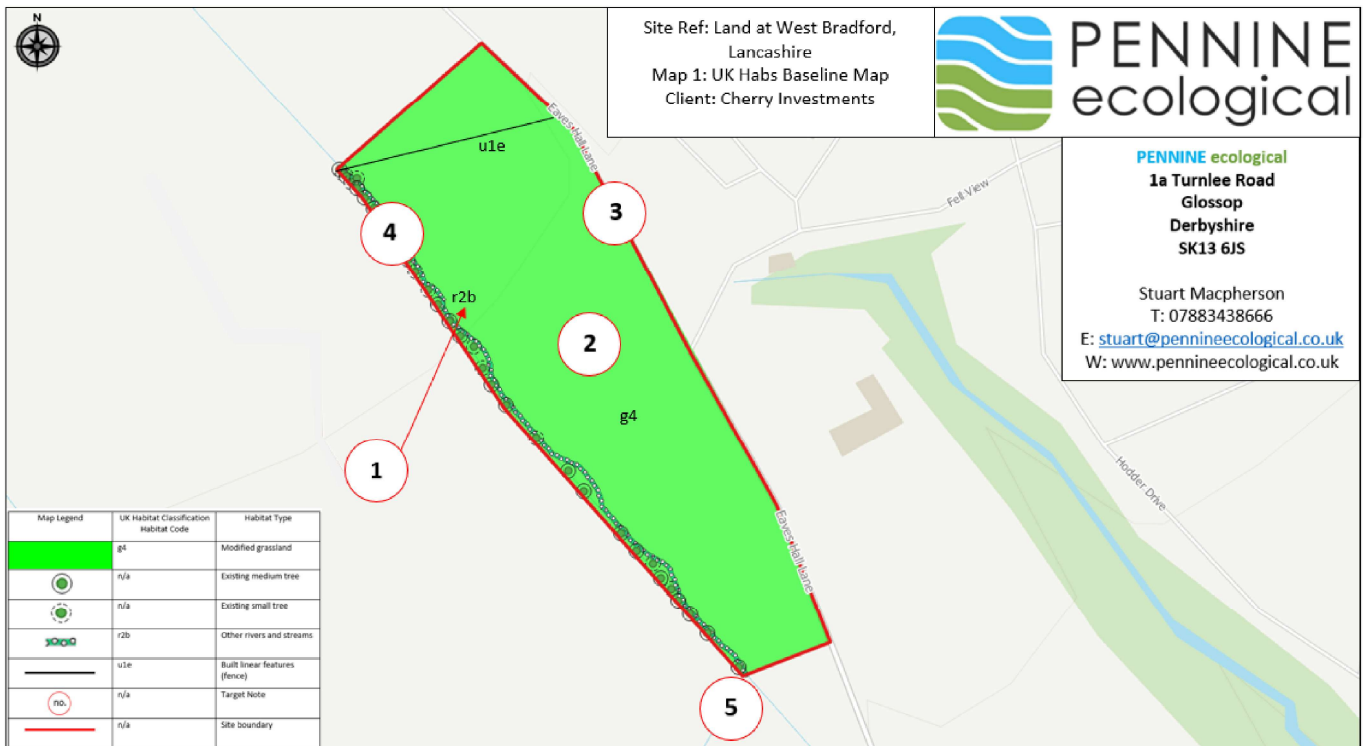 N
Site Ref: Land at West Bradford,
Lancashire
Map 1: UK Habs Baseline Map
Client: Cherry Investments
PENNINE
ecological
PENNINE ecological
1a Turnlee Road
Glossop
Derbyshire
SK13 6JS
Stuart Macpherson
T: 07883438666
E: stuart@pennineecological.co.uk
W: www.pennineecological.co.uk
Eaves Hall Lane
u1e
Fell View
3
4
r2b
2
g4
1
Hodder Drive
Eaves Hall Lane
5
Map Legend UK Habitat Classification Habitat Type
Habitat Code
g4 Modified grassland
n/a Existing medium tree
n/a Existing small tree
r2b Other rivers and streams
u1e Built linear features
(fence)
no. n/a Target Note
n/a Site boundary